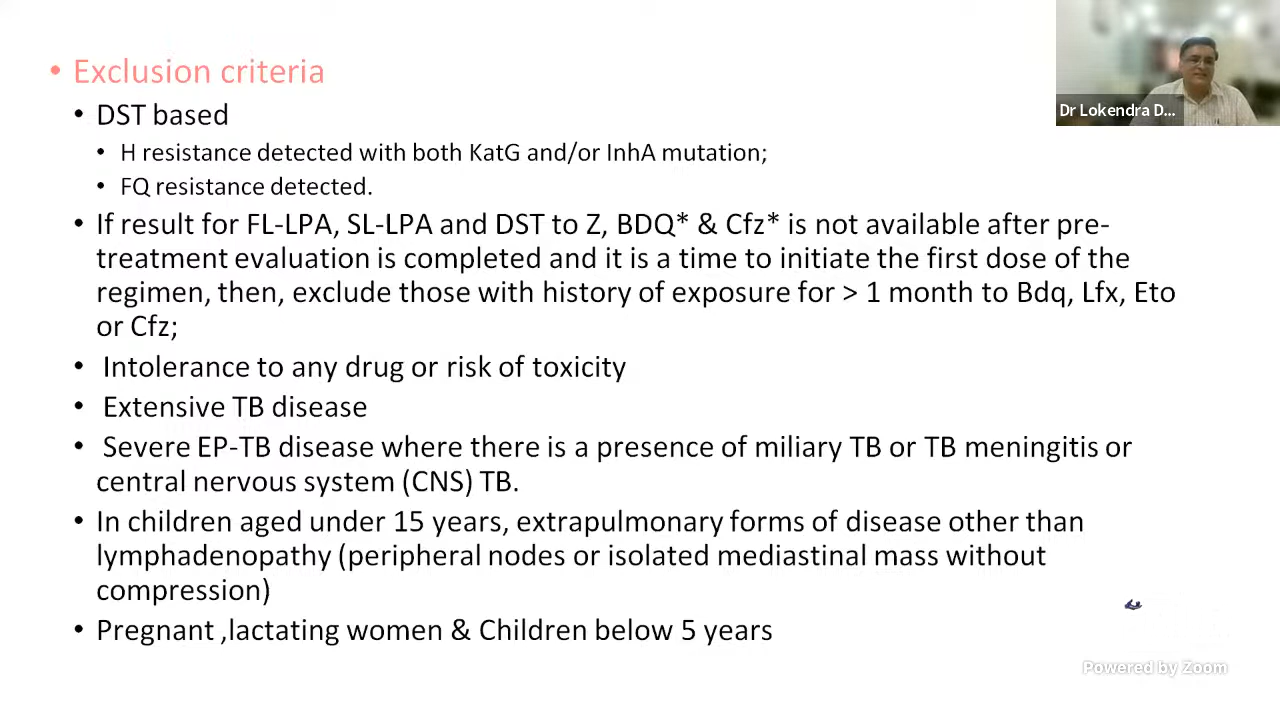 • Exclusion criteria
• DST based
• H resistance detected with both KatG and/or InhA mutation;
• FQ resistance detected.
• If result for FL-LPA, SL-LPA and DST to Z, BDQ* & Cfz* is not available after pre-
treatment evaluation is completed and it is a time to initiate the first dose of the
regimen, then, exclude those with history of exposure for > 1 month to Bdq, Lfx, Eto
or Cfz;
• Intolerance to any drug or risk of toxicity
• Extensive TB disease
• Severe EP-TB disease where there is a presence of miliary TB or TB meningitis or
central nervous system (CNS) TB.
• In children aged under 15 years, extrapulmonary forms of disease other than
lymphadenopathy (peripheral nodes or isolated mediastinal mass without
compression)
• Pregnant ,lactating women & Children below 5 years
Dr Lokendra D...
Powered by Zoom